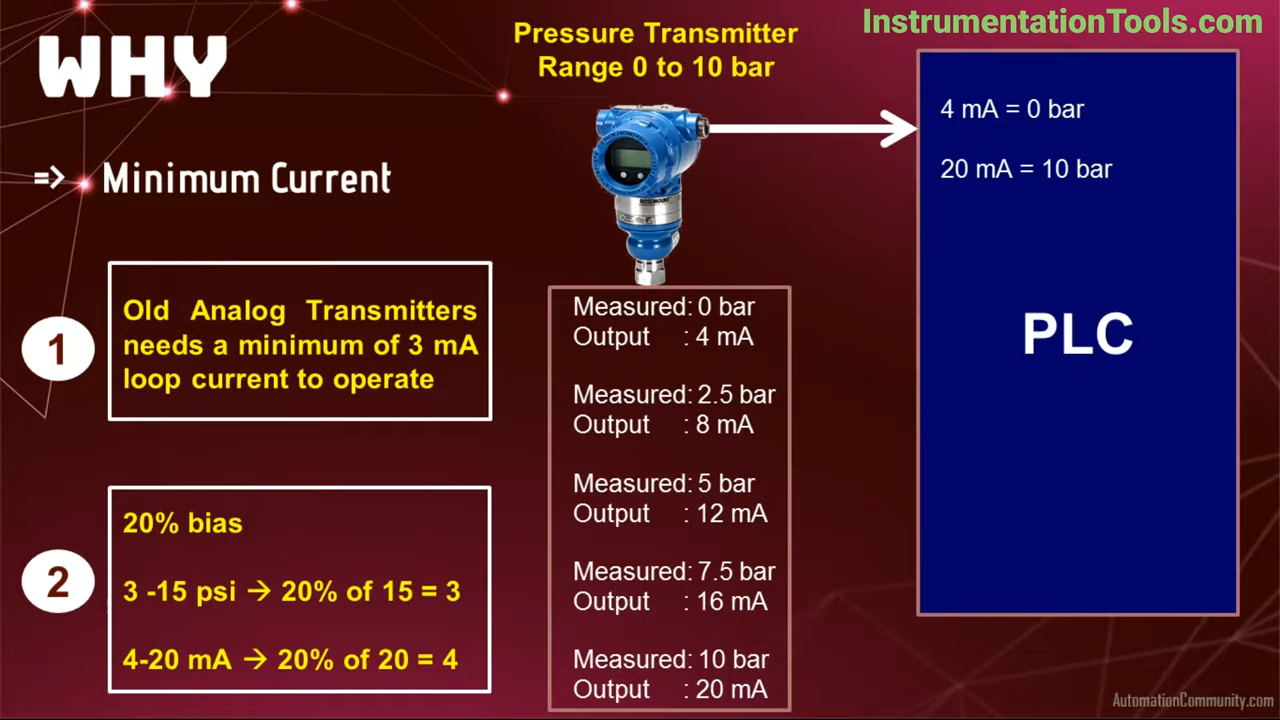 WHY
=> Minimum Current
1
Old Analog Transmitters
needs a minimum of 3 mA
loop current to operate
2
20% bias
3 -15 psi → 20% of 15 = 3
4-20 mA → 20% of 20 = 4
Pressure Transmitter
Range 0 to 10 bar
ROSEMOUNT
Measured: 0 bar
Output : 4 mA
Measured: 2.5 bar
Output : 8 mA
Measured: 5 bar
Output : 12 mA
Measured: 7.5 bar
Output : 16 mA
Measured: 10 bar
Output : 20 mA
InstrumentationTools.com
4 mA = 0 bar
20 mA = 10 bar
PLC
AutomationCommunity.com